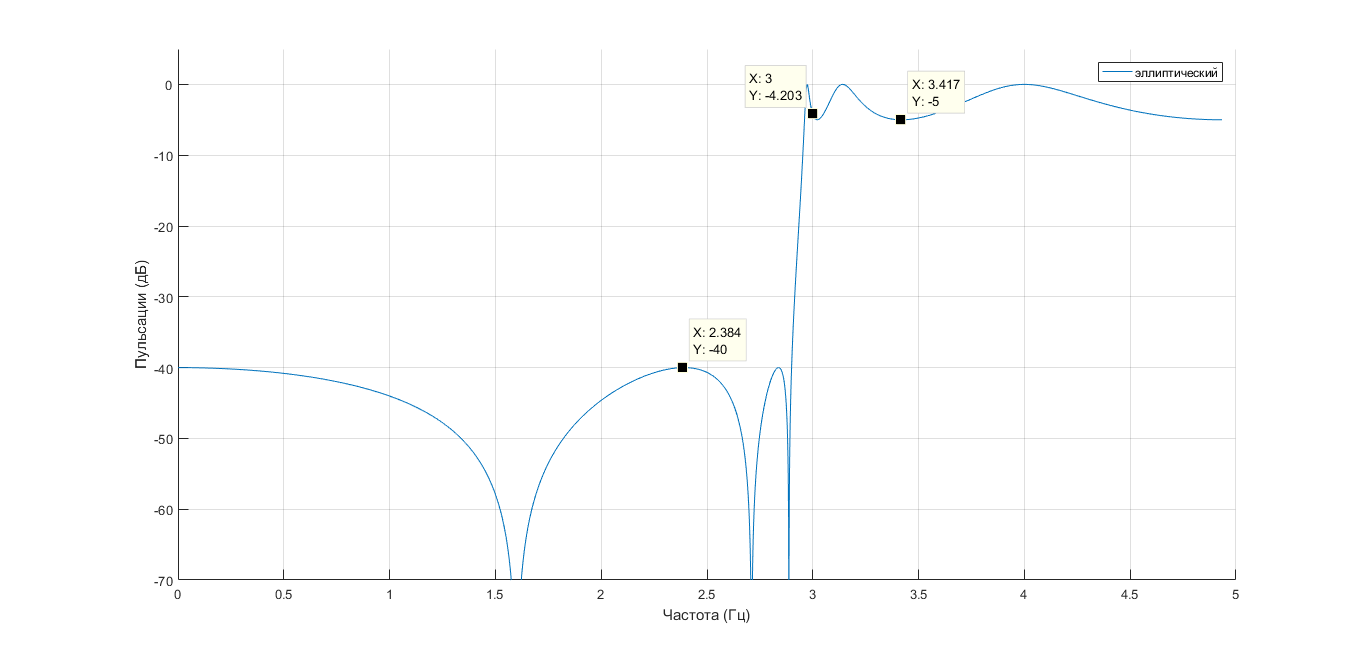 эллиптический
X: 3
Y: -4.203
X: 3.417
Y: -5
X: 2.384
Y: -40
Пульсации (дБ)
0
-10
-20
-30
-40
-50
-60
-70
0 0.5 1 1.5 2 2.5 3 3.5 4 4.5 5
Частота (Гц)